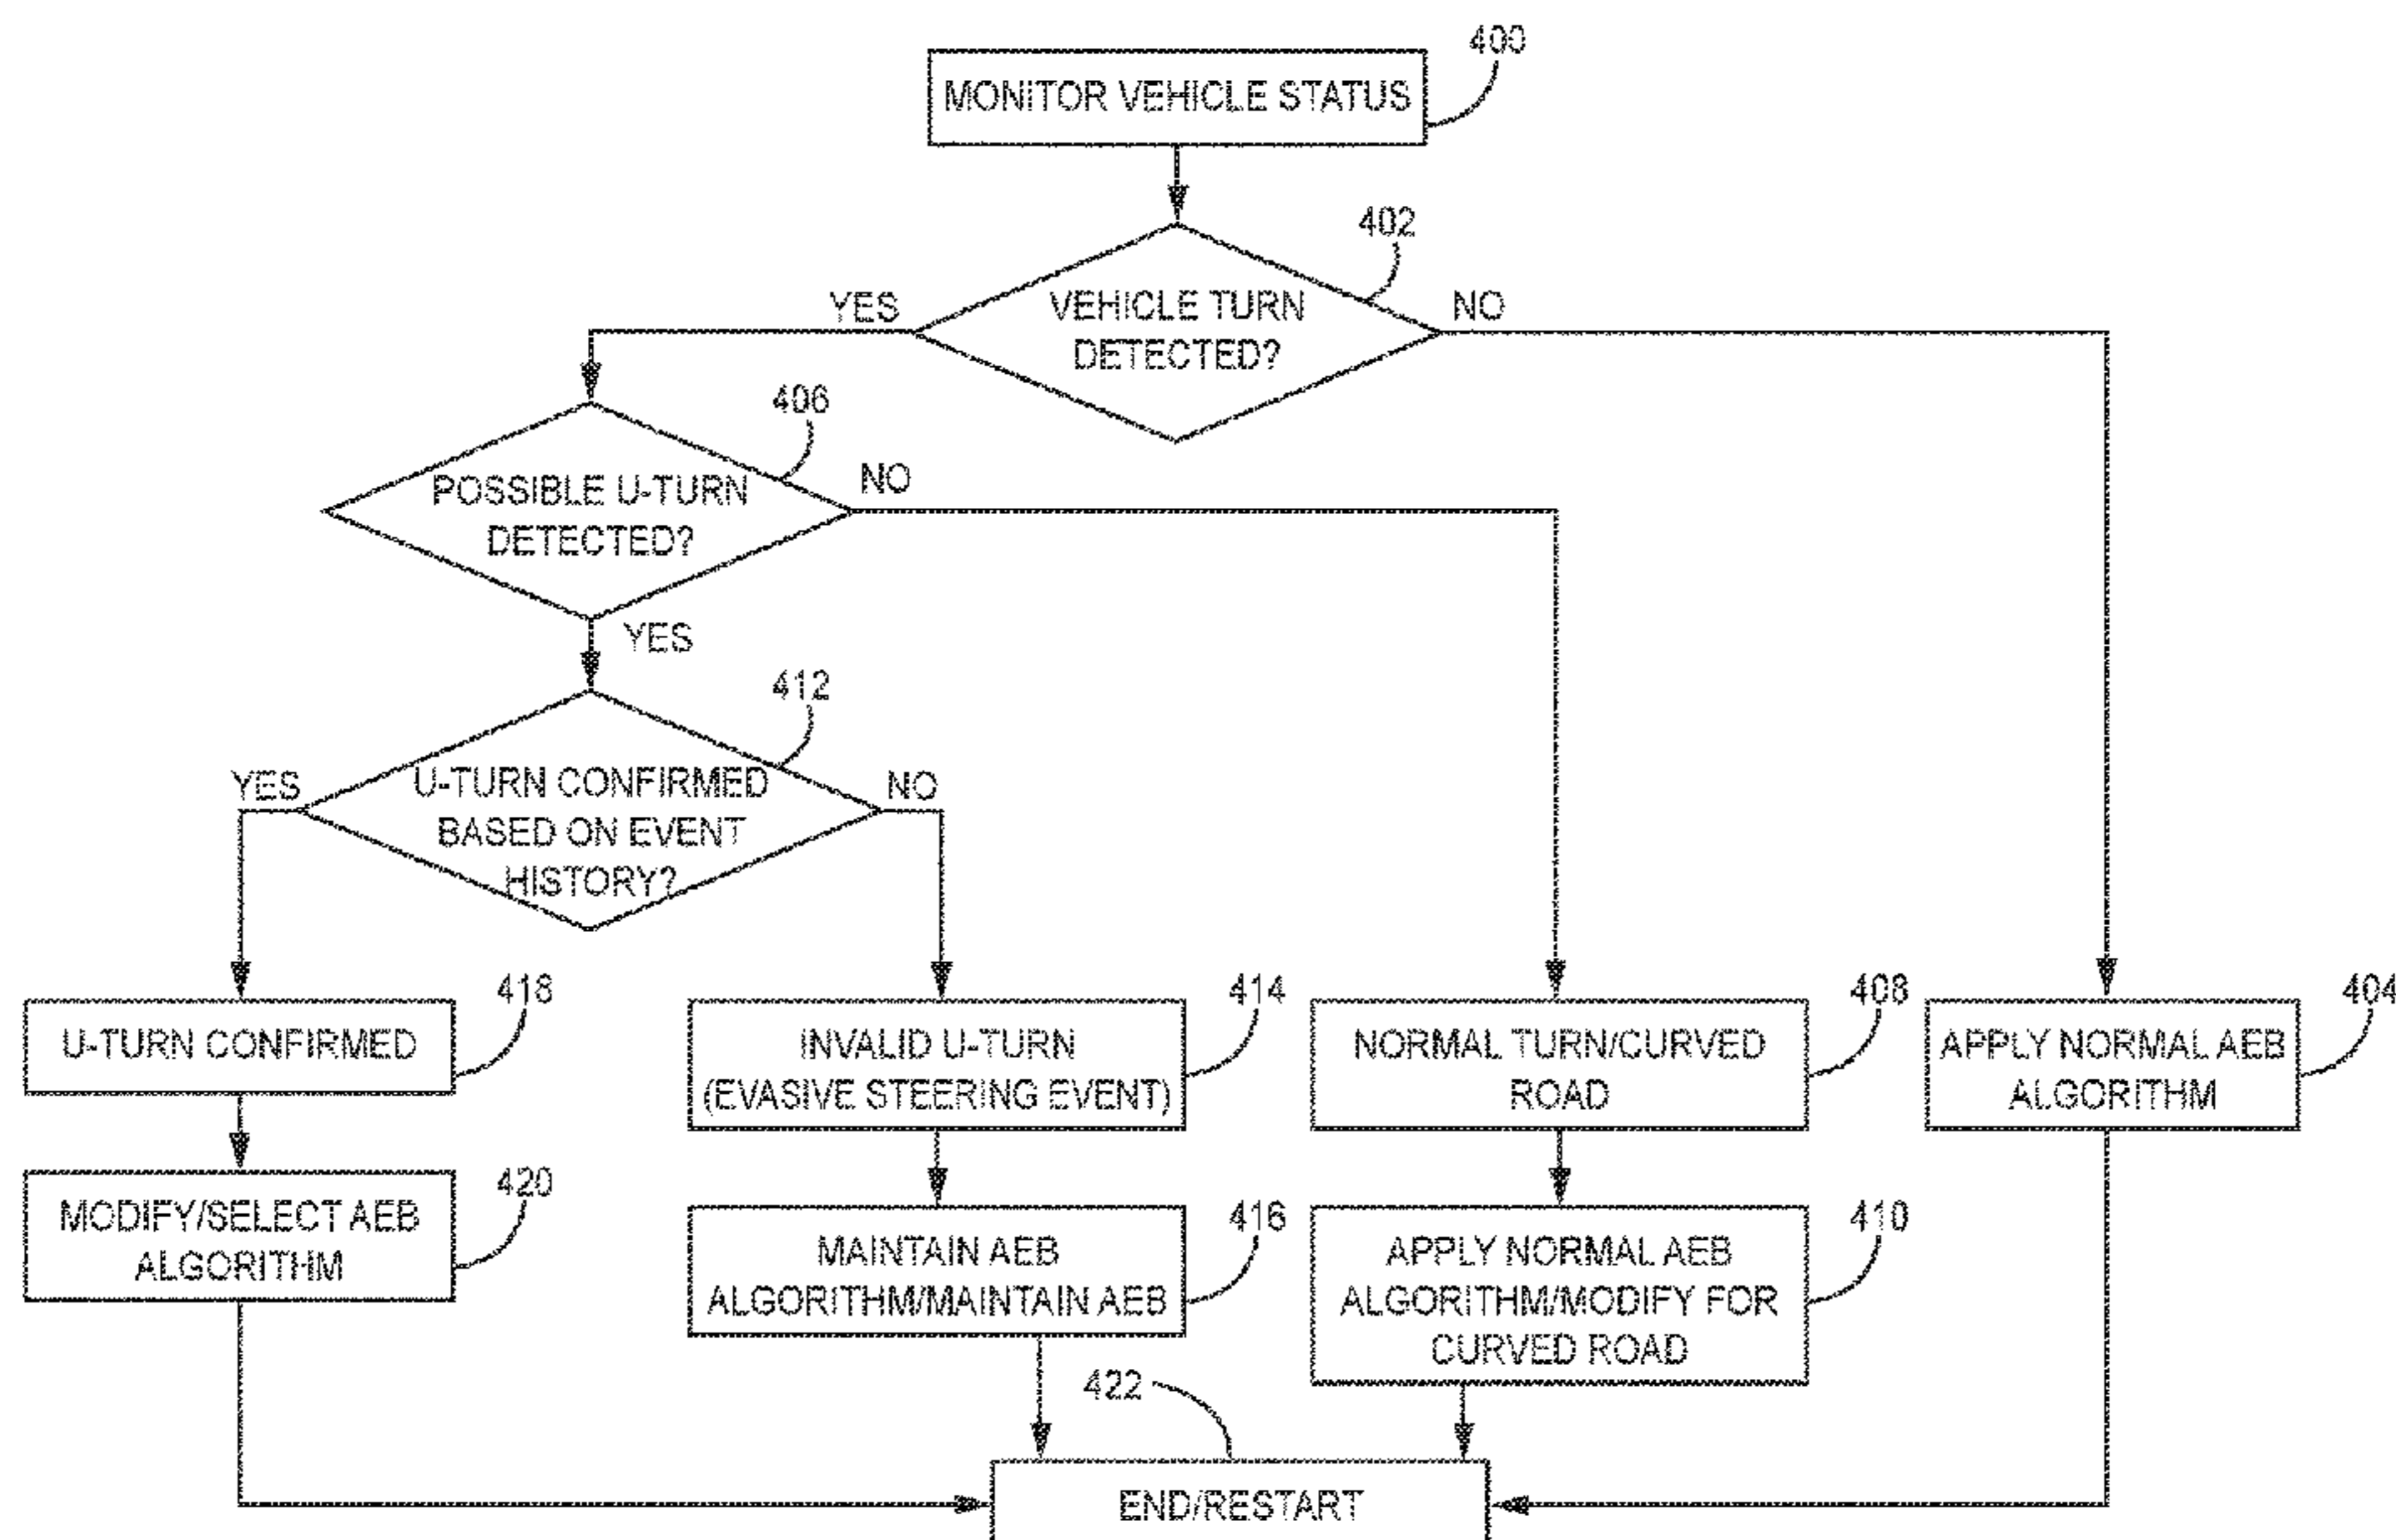 400
MONITOR VEHICLE STATUS
402
YES
VEHICLE TURN
DETECTED?
NO
406
POSSIBLE U-TURN
DETECTED?
NO
YES
412
YES
U-TURN CONFIRMED
BASED ON EVENT
HISTORY?
NO
418
U-TURN CONFIRMED
414
INVALID U-TURN
(EVASIVE STEERING EVENT)
408
NORMAL TURN/CURVED
ROAD
404
APPLY NORMAL AEB
ALGORITHM
420
MODIFY/SELECT AEB
ALGORITHM
416
MAINTAIN AEB
ALGORITHM/MAINTAIN AEB
410
APPLY NORMAL AEB
ALGORITHM/MODIFY FOR
CURVED ROAD
422
END/RESTART